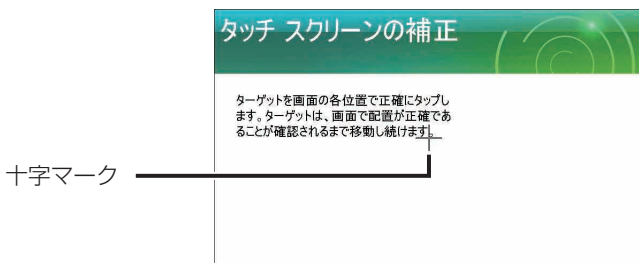 タッチ スクリーンの補正
ターゲットを画面の各位置で正確にタップし
ます。ターゲットは、画面で配置が正確であ
ることが確認されるまで移動し続けます。
十字マーク